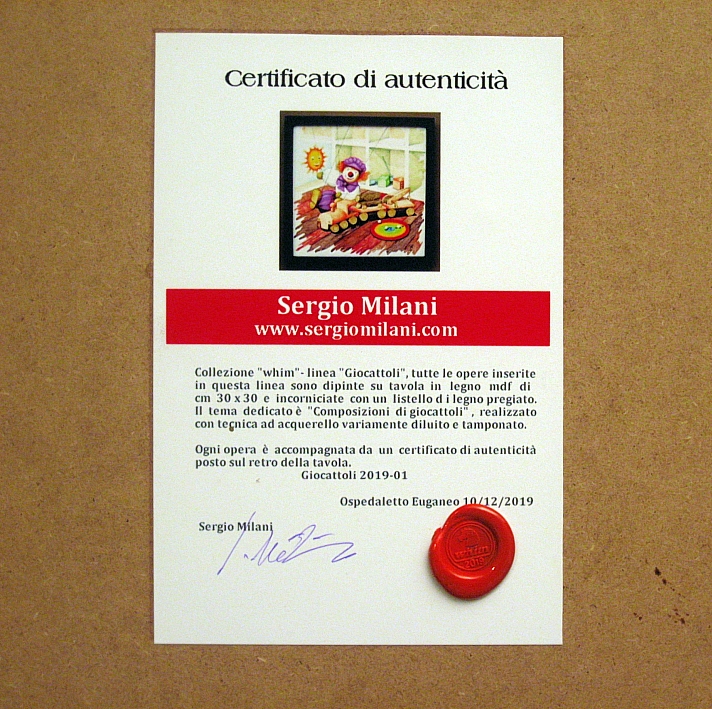 Certificato di autenticità
Sergio Milani
www.sergiomilani.com
Collezione "whim"- linea "Giocattoli", tutte le opere inserite
in questa linea sono dipinte su tavola in legno mdf di
cm 30 x 30 e incorniciate con un listello d i legno pregiato.
Il tema dedicato è "Composizioni di giocattoli" , realizzato
con tecnica ad acquerello variamente diluito e tamponato.
Ogni opera è accompagnata da un certificato di autenticità
posto sul retro della tavola.
Giocattoli 2019-01
Ospedaletto Euganeo 10/12/2019
Sergio Milani
whim